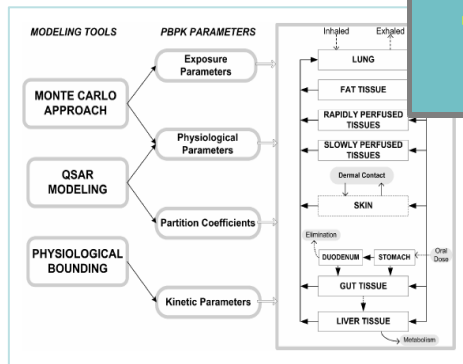 MODELING TOOLS
PBPK PARAMETERS
MONTE CARLO
APPROACH
QSAR
MODELING
PHYSIOLOGICAL
BOUNDING
Exposure
Parameters
Physiological
Parameters
Partition Coefficients
Kinetic Parameters
Inhaled
Exhaled
LUNG
FAT TISSUE
RAPIDLY PERFUSED
TISSUES
SLOWLY PERFUSED
TISSUES
Dermal Contact
SKIN
Elimination
DUODENUM
STOMACH
Oral
Dose
GUT TISSUE
LIVER TISSUE
Metabolism